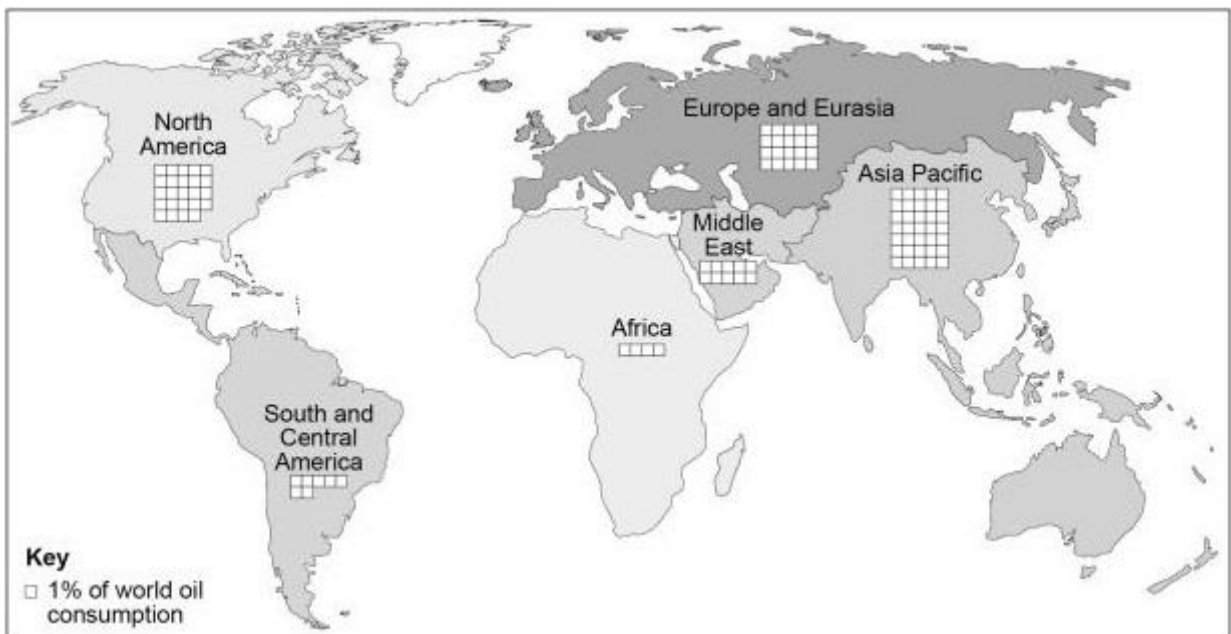 North
America
Europe and Eurasia
Asia Pacific
Middle
East
Africa
South and
Central
America
Key
1% of world oil
consumption